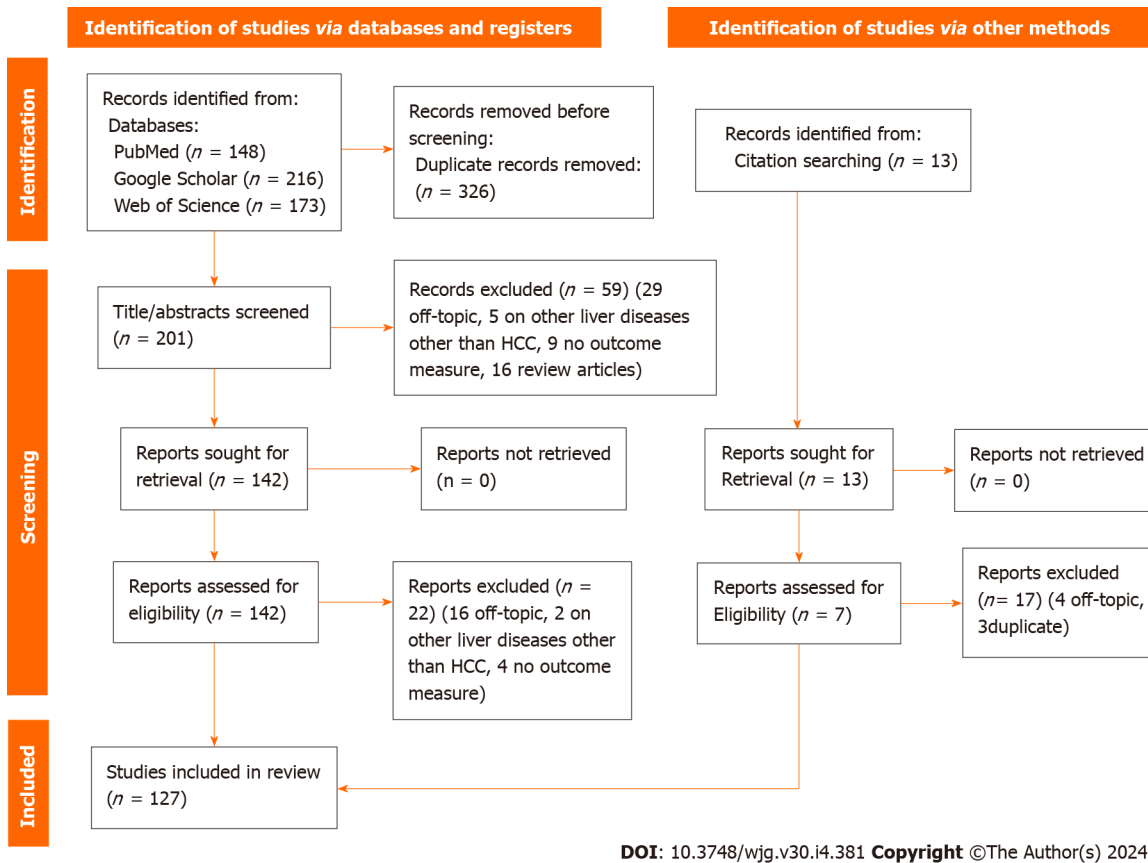 Identification of studies via databases and registers
Identification of studies via other methods
Identification
Records identified from:
Databases:
PubMed (n = 148)
Google Scholar (n = 216)
Web of Science (n = 173)
Records removed before
screening:
Duplicate records removed:
(n = 326)
Records identified from:
Citation searching (n = 13)
Screening
Title/abstracts screened
(n = 201)
Records excluded (n = 59) (29
off-topic, 5 on other liver diseases
other than HCC, 9 no outcome
measure, 16 review articles)
Reports sought for
retrieval (n = 142)
Reports not retrieved
(n = 0)
Reports sought for
Retrieval (n = 13)
Reports not retrieved
(n = 0)
Reports assessed for
eligibility (n = 142)
Reports excluded (n =
22) (16 off-topic, 2 on
other liver diseases other
than HCC, 4 no outcome
measure)
Reports assessed for
Eligibility (n = 7)
Reports excluded
(n= 17) (4 off-topic,
3duplicate)
Included
Studies included in review
(n = 127)
DOI: 10.3748/wjg.v30.i4.381 Copyright ©The Author(s) 2024